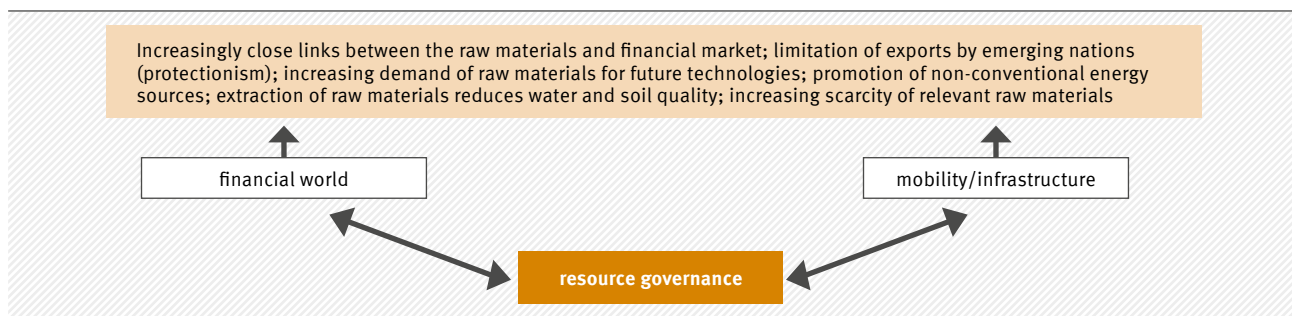 Increasingly close links between the raw materials and financial market; limitation of exports by emerging nations
(protectionism); increasing demand of raw materials for future technologies; promotion of non-conventional energy
sources; extraction of raw materials reduces water and soil quality; increasing scarcity of relevant raw materials
financial world
mobility/infrastructure
resource governance